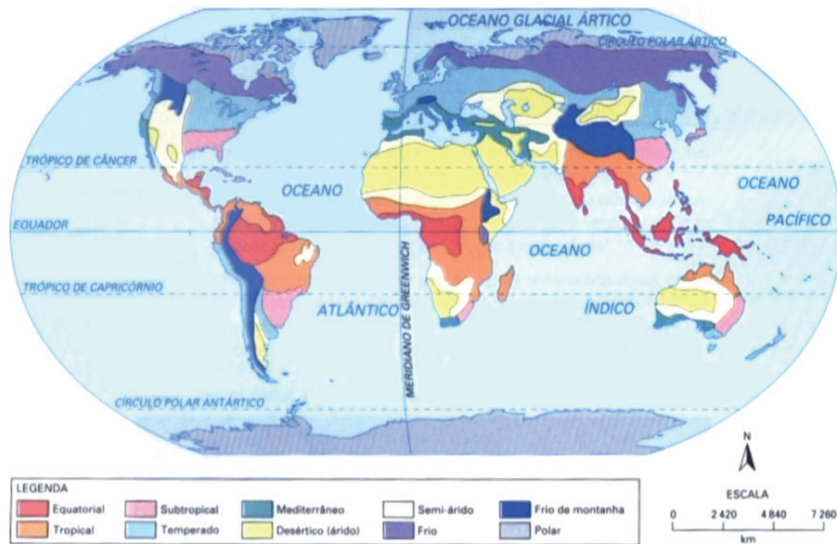 OCEANO GLACIAL ÁRTICO
CÍRCULO POLAR ÁRTICO
TRÓPICO DE CÂNCER
OCEANO
OCEANO
PACÍFICO
EQUADOR
OCEANO
TRÓPICO DE CAPRICÓRNIO
ATLÂNTICO
MERIDIANO DE GREENWICH
ÍNDICO
CÍRCULO POLAR ANTÁRTICO
N
LEGENDA
Equatorial
Subtropical
Mediterrâneo
Semi-árido
Frio de montanha
Tropical
Temperado
Desértico (árido)
Frio
Polar
ESCALA
0 2 420 4 840 7 260
km